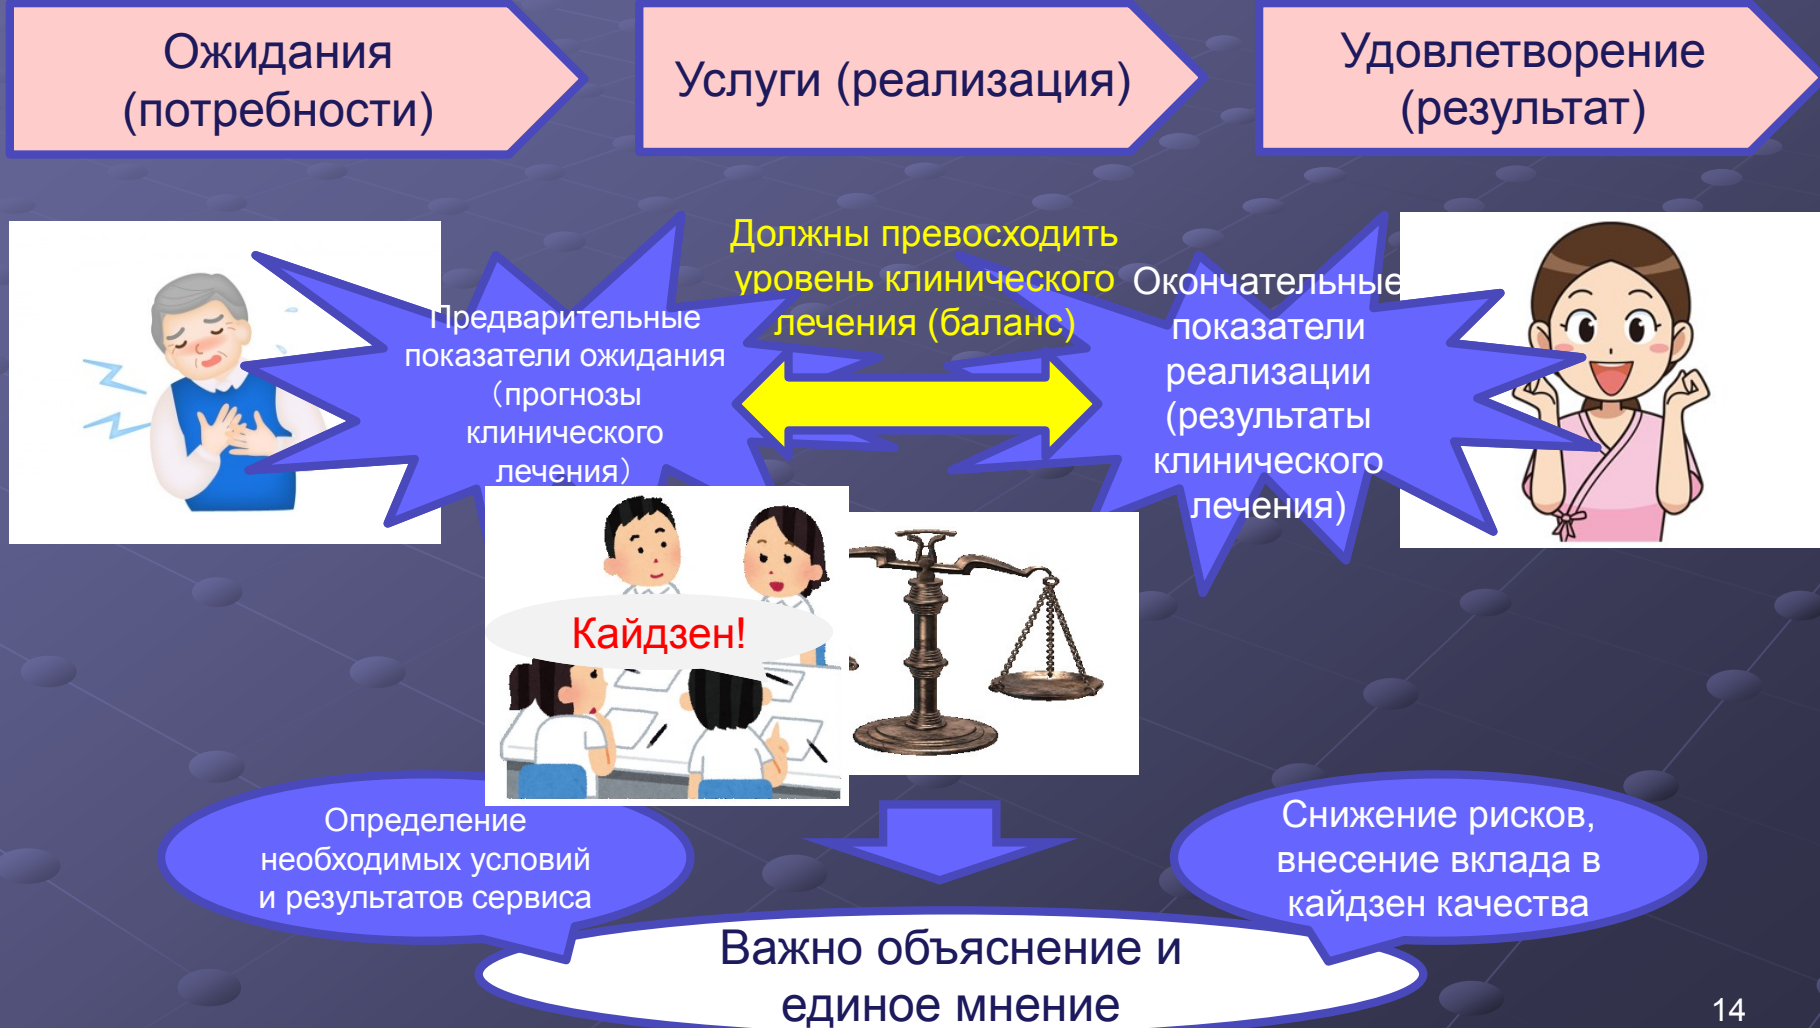 Ожидания
(потребности)
Услуги (реализация)
Удовлетворение
(результат)
Должны превосходить
уровень клинического
лечения (баланс)
Предварительные
показатели ожидания
（прогнозы
клинического
лечения）
Окончательные
показатели
реализации
(результаты
клинического
лечения)
Кайдзен!
Определение
необходимых условий
и результатов сервиса
Снижение рисков,
внесение вклада в
кайдзен качества
Важно объяснение и
единое мнение
14